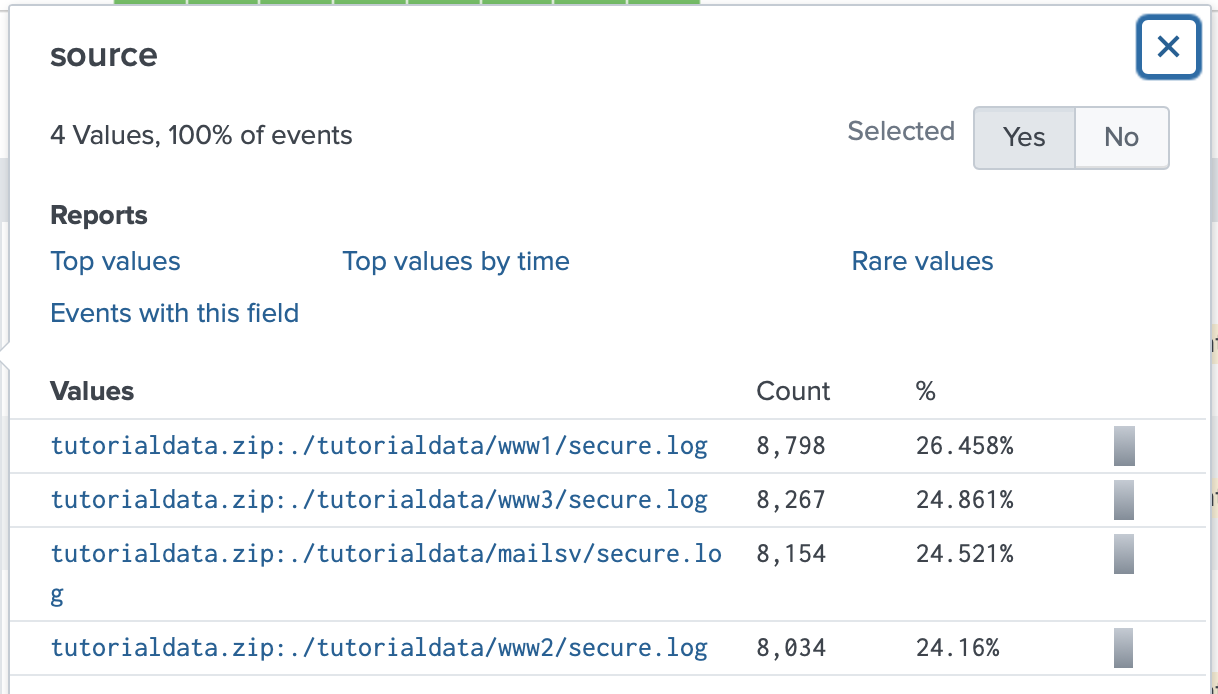 source
4 Values, 100% of events
Selected Yes No
Reports
Top values Top values by time Rare values
Events with this field
Values Count %
tutorialdata.zip:./tutorialdata/www1/secure.log 8,798 26.458%
tutorialdata.zip:./tutorialdata/www3/secure.log 8,267 24.861%
tutorialdata.zip:./tutorialdata/mailsv/secure.lo 8,154 24.521%
g
tutorialdata.zip:./tutorialdata/www2/secure.log 8,034 24.16%